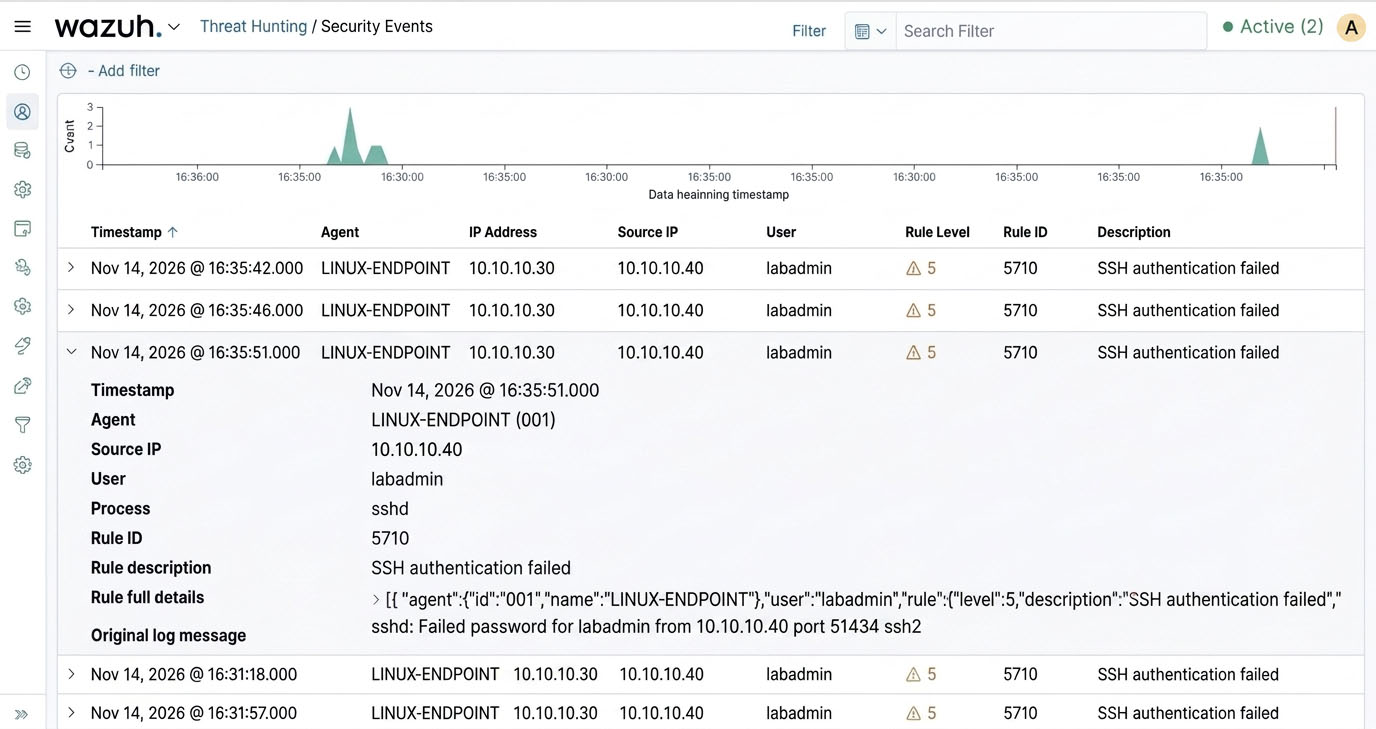 wazuh. Threat Hunting / Security Events Filter Search Filter Active (2) A
- Add filter
3
2
1
0
Cvant
16:36:00 16:35:00 16:30:00 16:35:00 16:30:00 16:35:00 16:35:00 16:30:00 16:35:00 16:35:00 16:35:00
Data heainning timestamp
Timestamp ↑ Agent IP Address Source IP User Rule Level Rule ID Description
Nov 14, 2026 @ 16:35:42.000 LINUX-ENDPOINT 10.10.10.30 10.10.10.40 labadmin 5 5710 SSH authentication failed
Nov 14, 2026 @ 16:35:46.000 LINUX-ENDPOINT 10.10.10.30 10.10.10.40 labadmin 5 5710 SSH authentication failed
Nov 14, 2026 @ 16:35:51.000 LINUX-ENDPOINT 10.10.10.30 10.10.10.40 labadmin 5 5710 SSH authentication failed
Timestamp Nov 14, 2026 @ 16:35:51.000
Agent LINUX-ENDPOINT (001)
Source IP 10.10.10.40
User labadmin
Process sshd
Rule ID 5710
Rule description SSH authentication failed
Rule full details > [{ "agent":{"id":"001","name":"LINUX-ENDPOINT"},"user":"labadmin","rule":{"level":5,"description":"SSH authentication failed","
Original log message sshd: Failed password for labadmin from 10.10.10.40 port 51434 ssh2
Nov 14, 2026 @ 16:31:18.000 LINUX-ENDPOINT 10.10.10.30 10.10.10.40 labadmin 5 5710 SSH authentication failed
Nov 14, 2026 @ 16:31:57.000 LINUX-ENDPOINT 10.10.10.30 10.10.10.40 labadmin 5 5710 SSH authentication failed